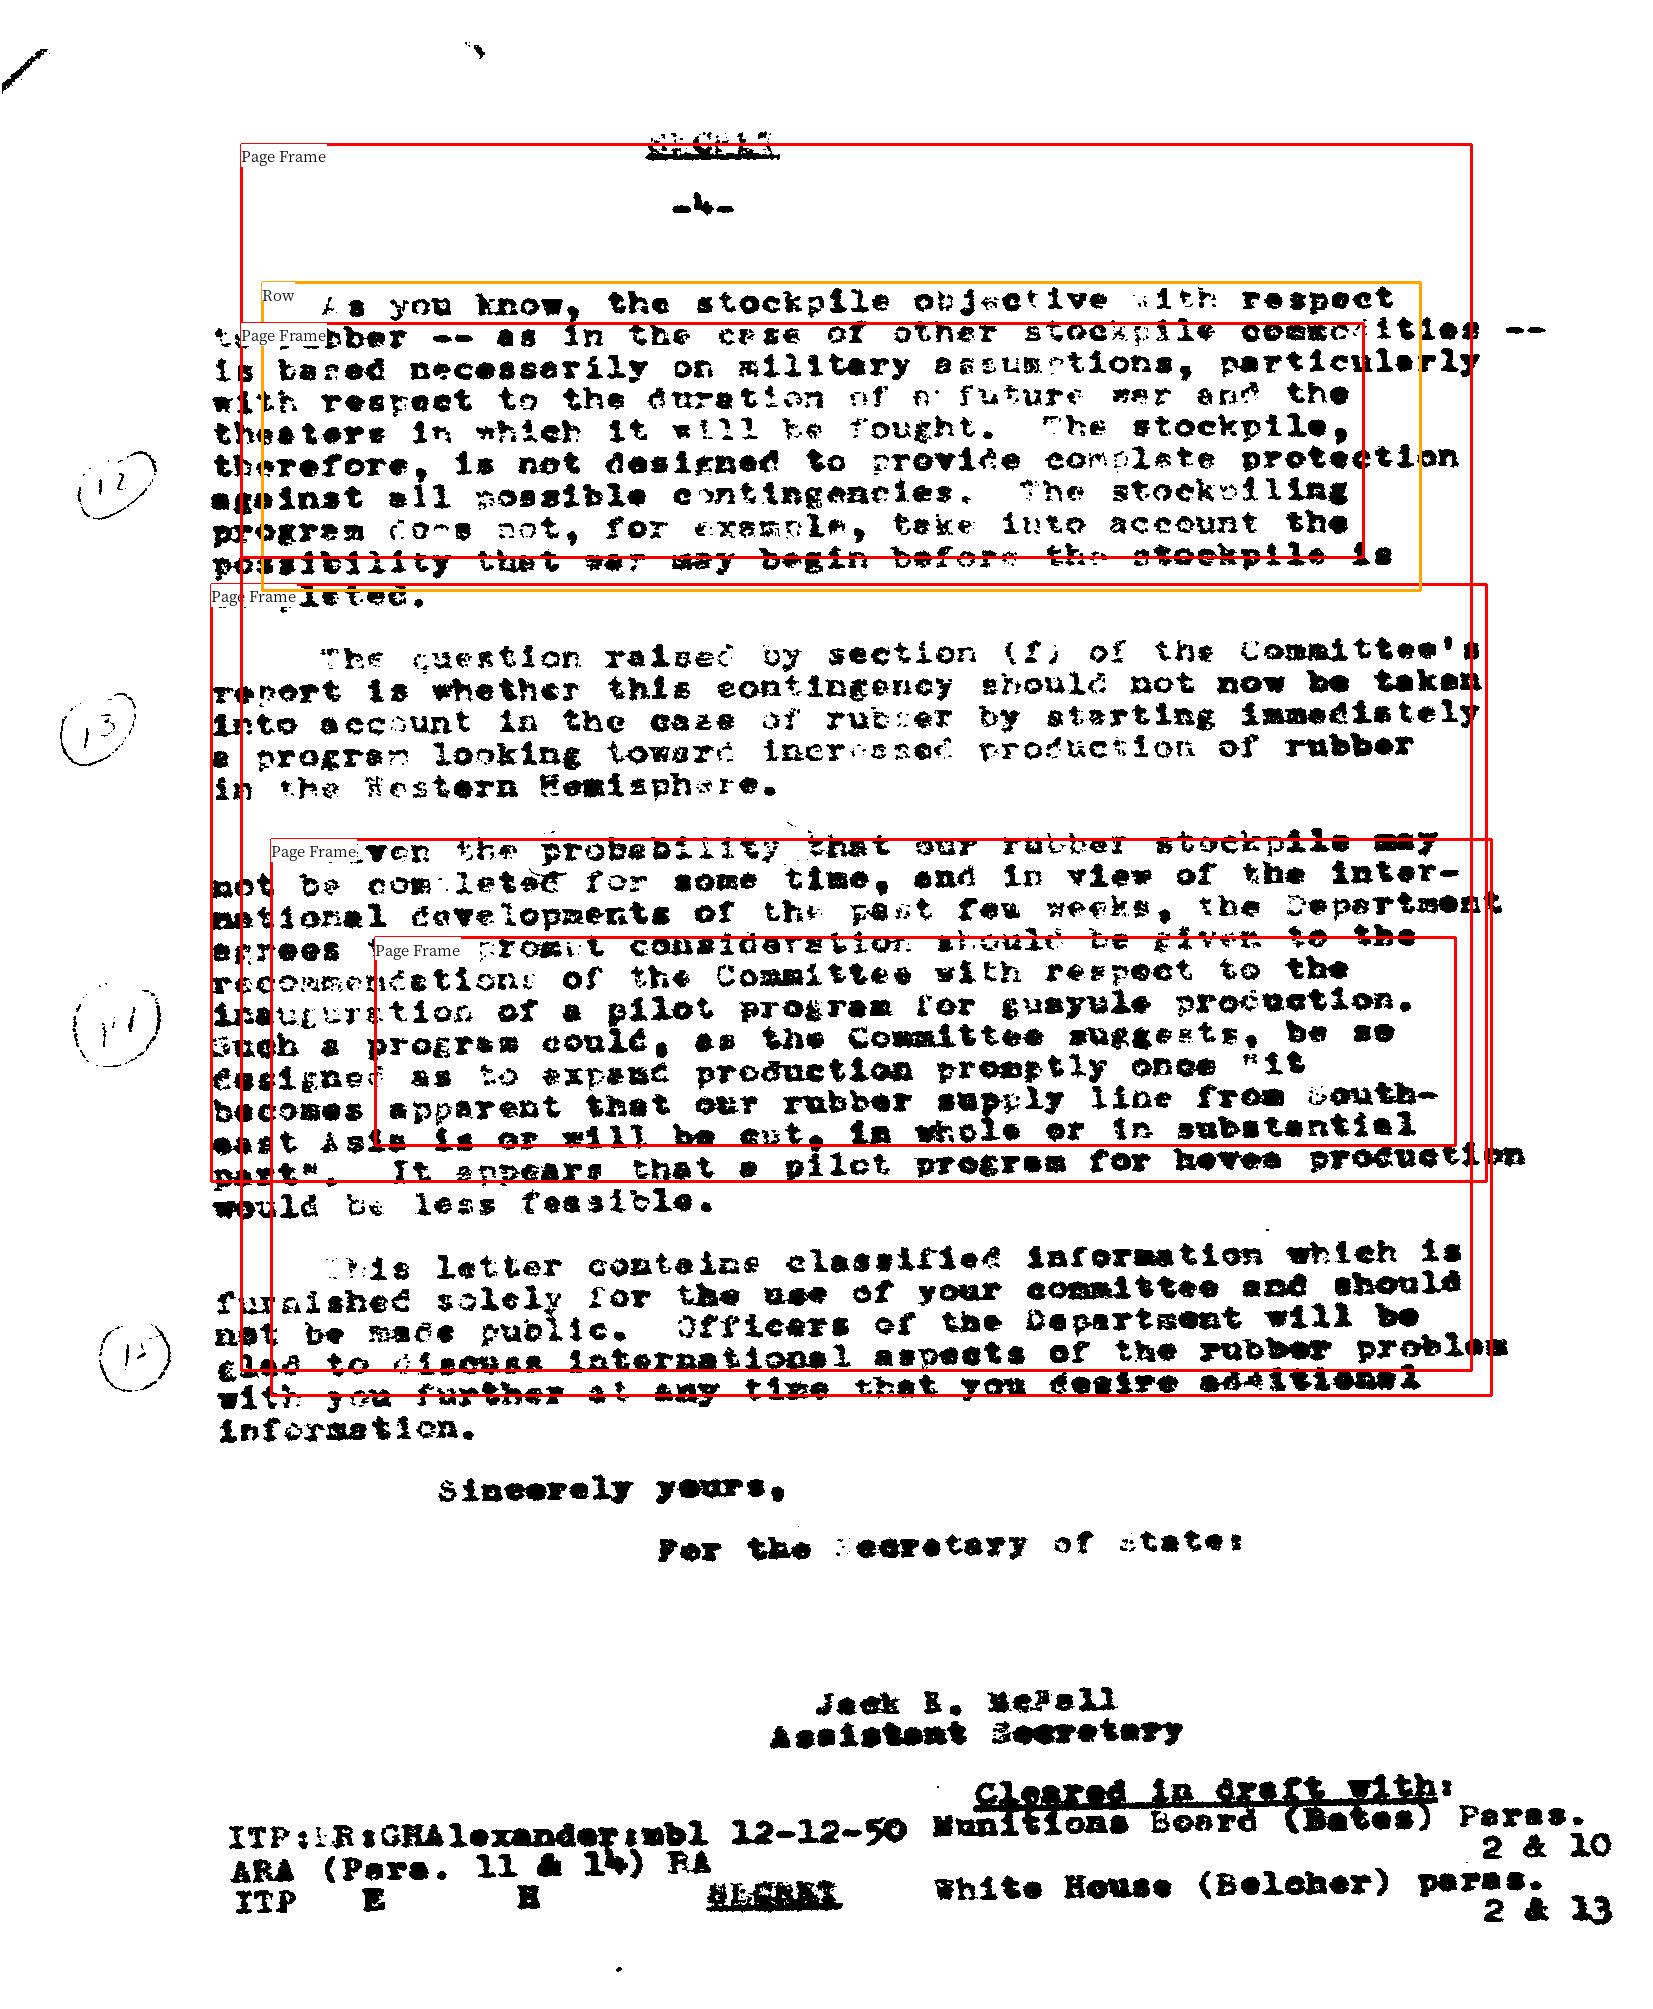 SECRET
-4-
Page Frame
Row
As you know, the stockpile objective with respect
Page Frame
rubber -- as in the case of other stockpile commodities --
is based necessarily on military assumptions, particularly
with respect to the duration of a future war and the
theaters in which it will be fought. The stockpile,
therefore, is not designed to provide complete protection
against all possible contingencies. The stockpiling
program does not, for example, take into account the
possibility that war may begin before the stockpile is
Page Frame
12
The question raised by section (f) of the Committee's
report is whether this contingency should not now be taken
into account in the case of rubber by starting immediately
a program looking toward increased production of rubber
in the Western Hemisphere.
13
Page Frame
the probability that our rubber stockpile may
not be completed for some time, and in view of the inter-
national developments of the past few weeks, the Department
agrees prompt consideration should be given to the
Page Frame
recommendations of the Committee with respect to the
inauguration of a pilot program for guayule production.
Such a program could, as the Committee suggests, be so
designed as to expand production promptly once "it
becomes apparent that our rubber supply line from South-
east Asia is or will be cut, in whole or in substantial
part". It appears that a pilot program for hevea production
would be less feasible.
This letter contains classified information which is
furnished solely for the use of your committee and should
not be made public. Officers of the Department will be
glad to discuss international aspects of the rubber problem
with you further at any time that you desire additional
information.
15
Sincerely yours,
For the Secretary of State:
Jack K. McFall
Assistant Secretary
Cleared in draft with:
ITP:LR:GHAlexander:mbl 12-12-50 Munitions Board (Bates) Paras.
2 & 10
ARA (Para. 11 & 14) RA
ITP E H SECRET White House (Belcher) paras.
2 & 13